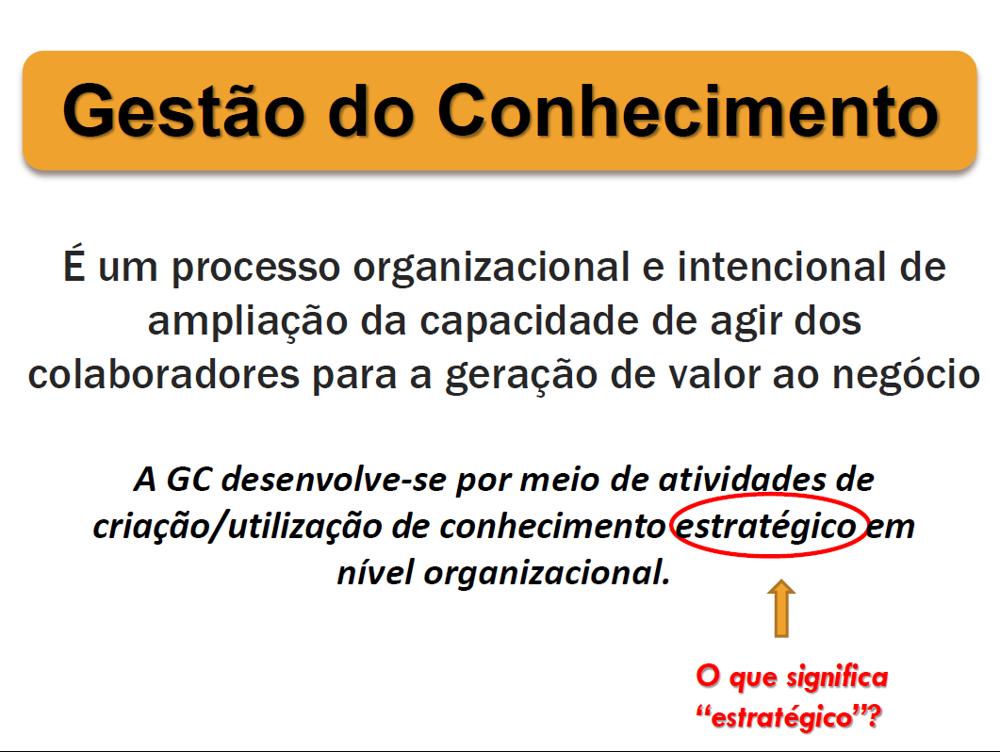 Gestão do Conhecimento
É um processo organizacional e intencional de
ampliação da capacidade de agir dos
colaboradores para a geração de valor ao negócio
A GC desenvolve-se por meio de atividades de
criação/utilização de conhecimento estratégico em
nível organizacional.
O que significa
“estratégico”?